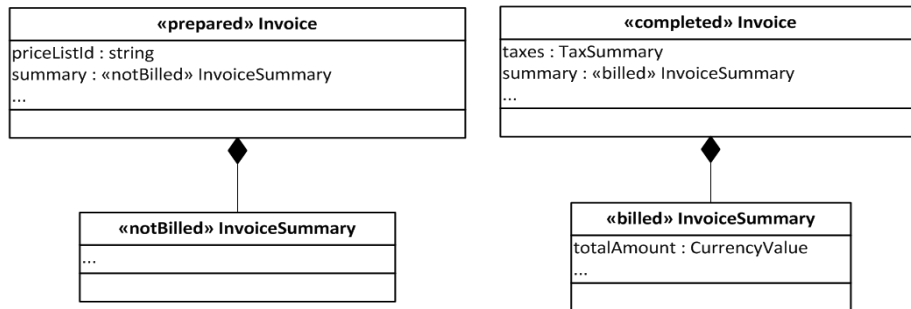 «prepared» Invoice
priceListId : string
summary : «notBilled» InvoiceSummary
...
«notBilled» InvoiceSummary
...
«completed» Invoice
taxes : TaxSummary
summary : «billed» InvoiceSummary
...
«billed» InvoiceSummary
totalAmount : CurrencyValue
...